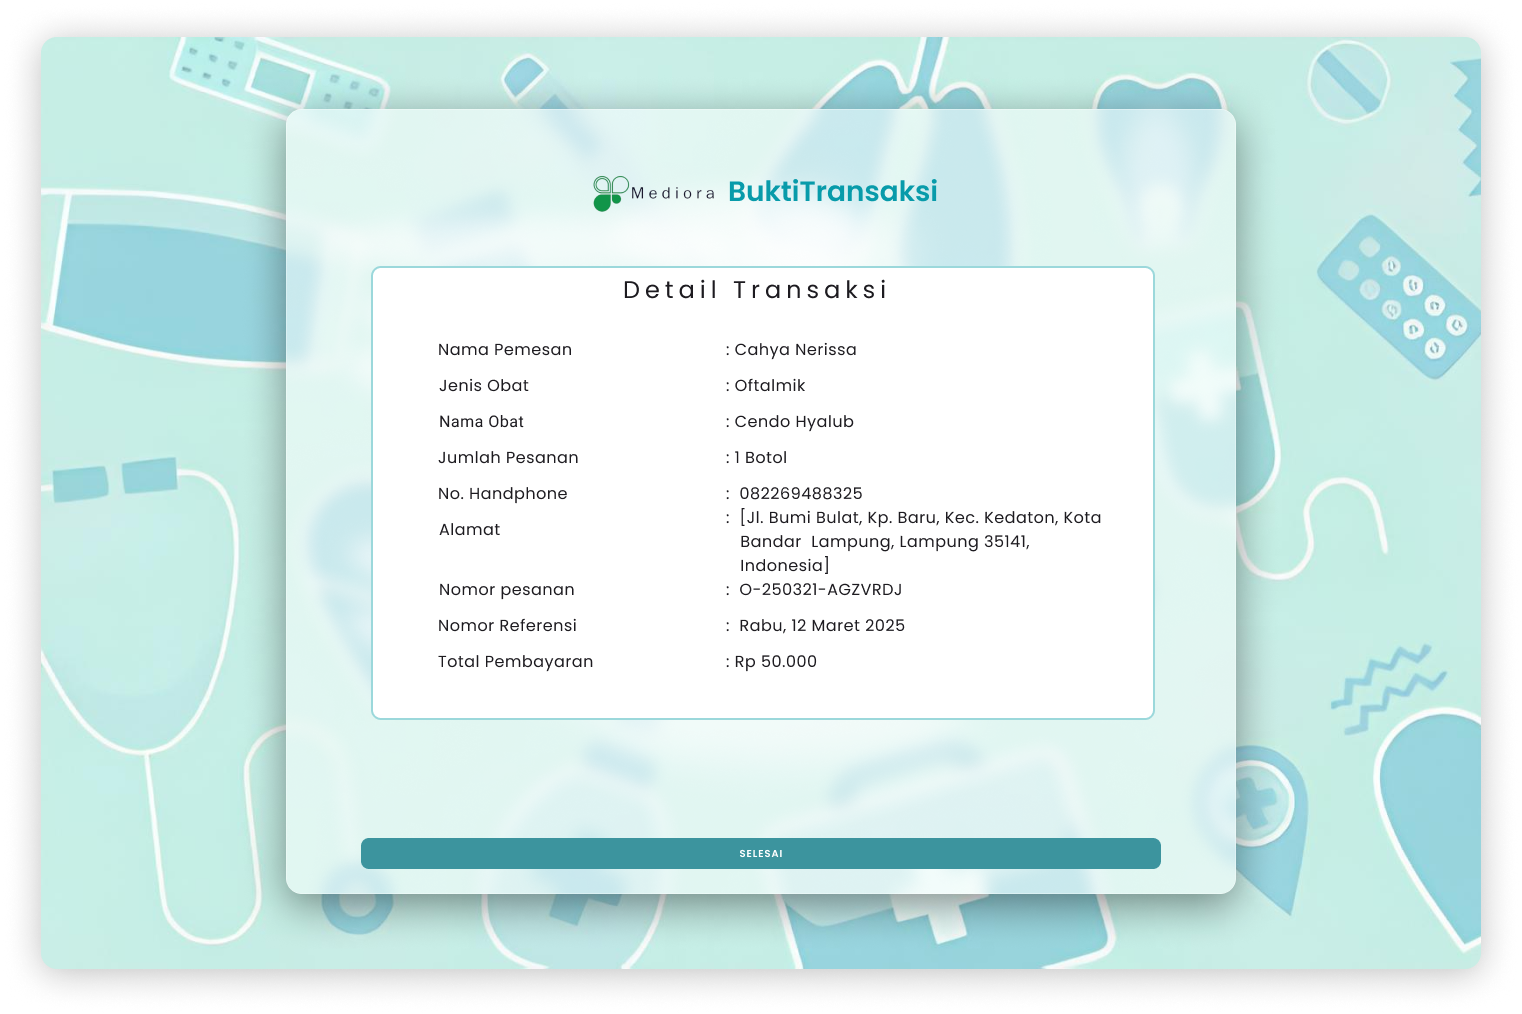 Mediora BuktiTransaksi
Detail Transaksi
Nama Pemesan : Cahya Nerissa
Jenis Obat : Oftalmik
Nama Obat : Cendo Hyalub
Jumlah Pesanan : 1 Botol
No. Handphone : 082269488325
Alamat : [Jl. Bumi Bulat, Kp. Baru, Kec. Kedaton, Kota
Bandar Lampung, Lampung 35141,
Indonesia]
Nomor pesanan : O-250321-AGZVRDJ
Nomor Referensi : Rabu, 12 Maret 2025
Total Pembayaran : Rp 50.000
SELESAI